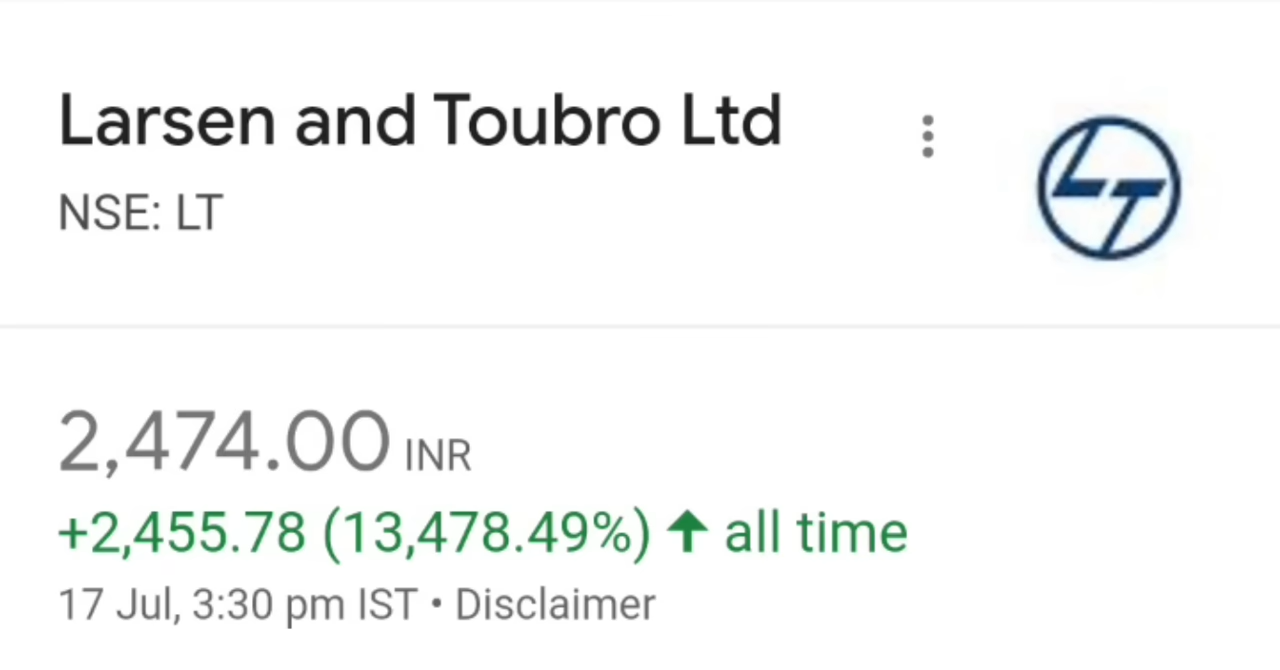 Larsen and Toubro Ltd
NSE: LT
LT
2,474.00 INR
+2,455.78 (13,478.49%) ↑ all time
17 Jul, 3:30 pm IST • Disclaimer